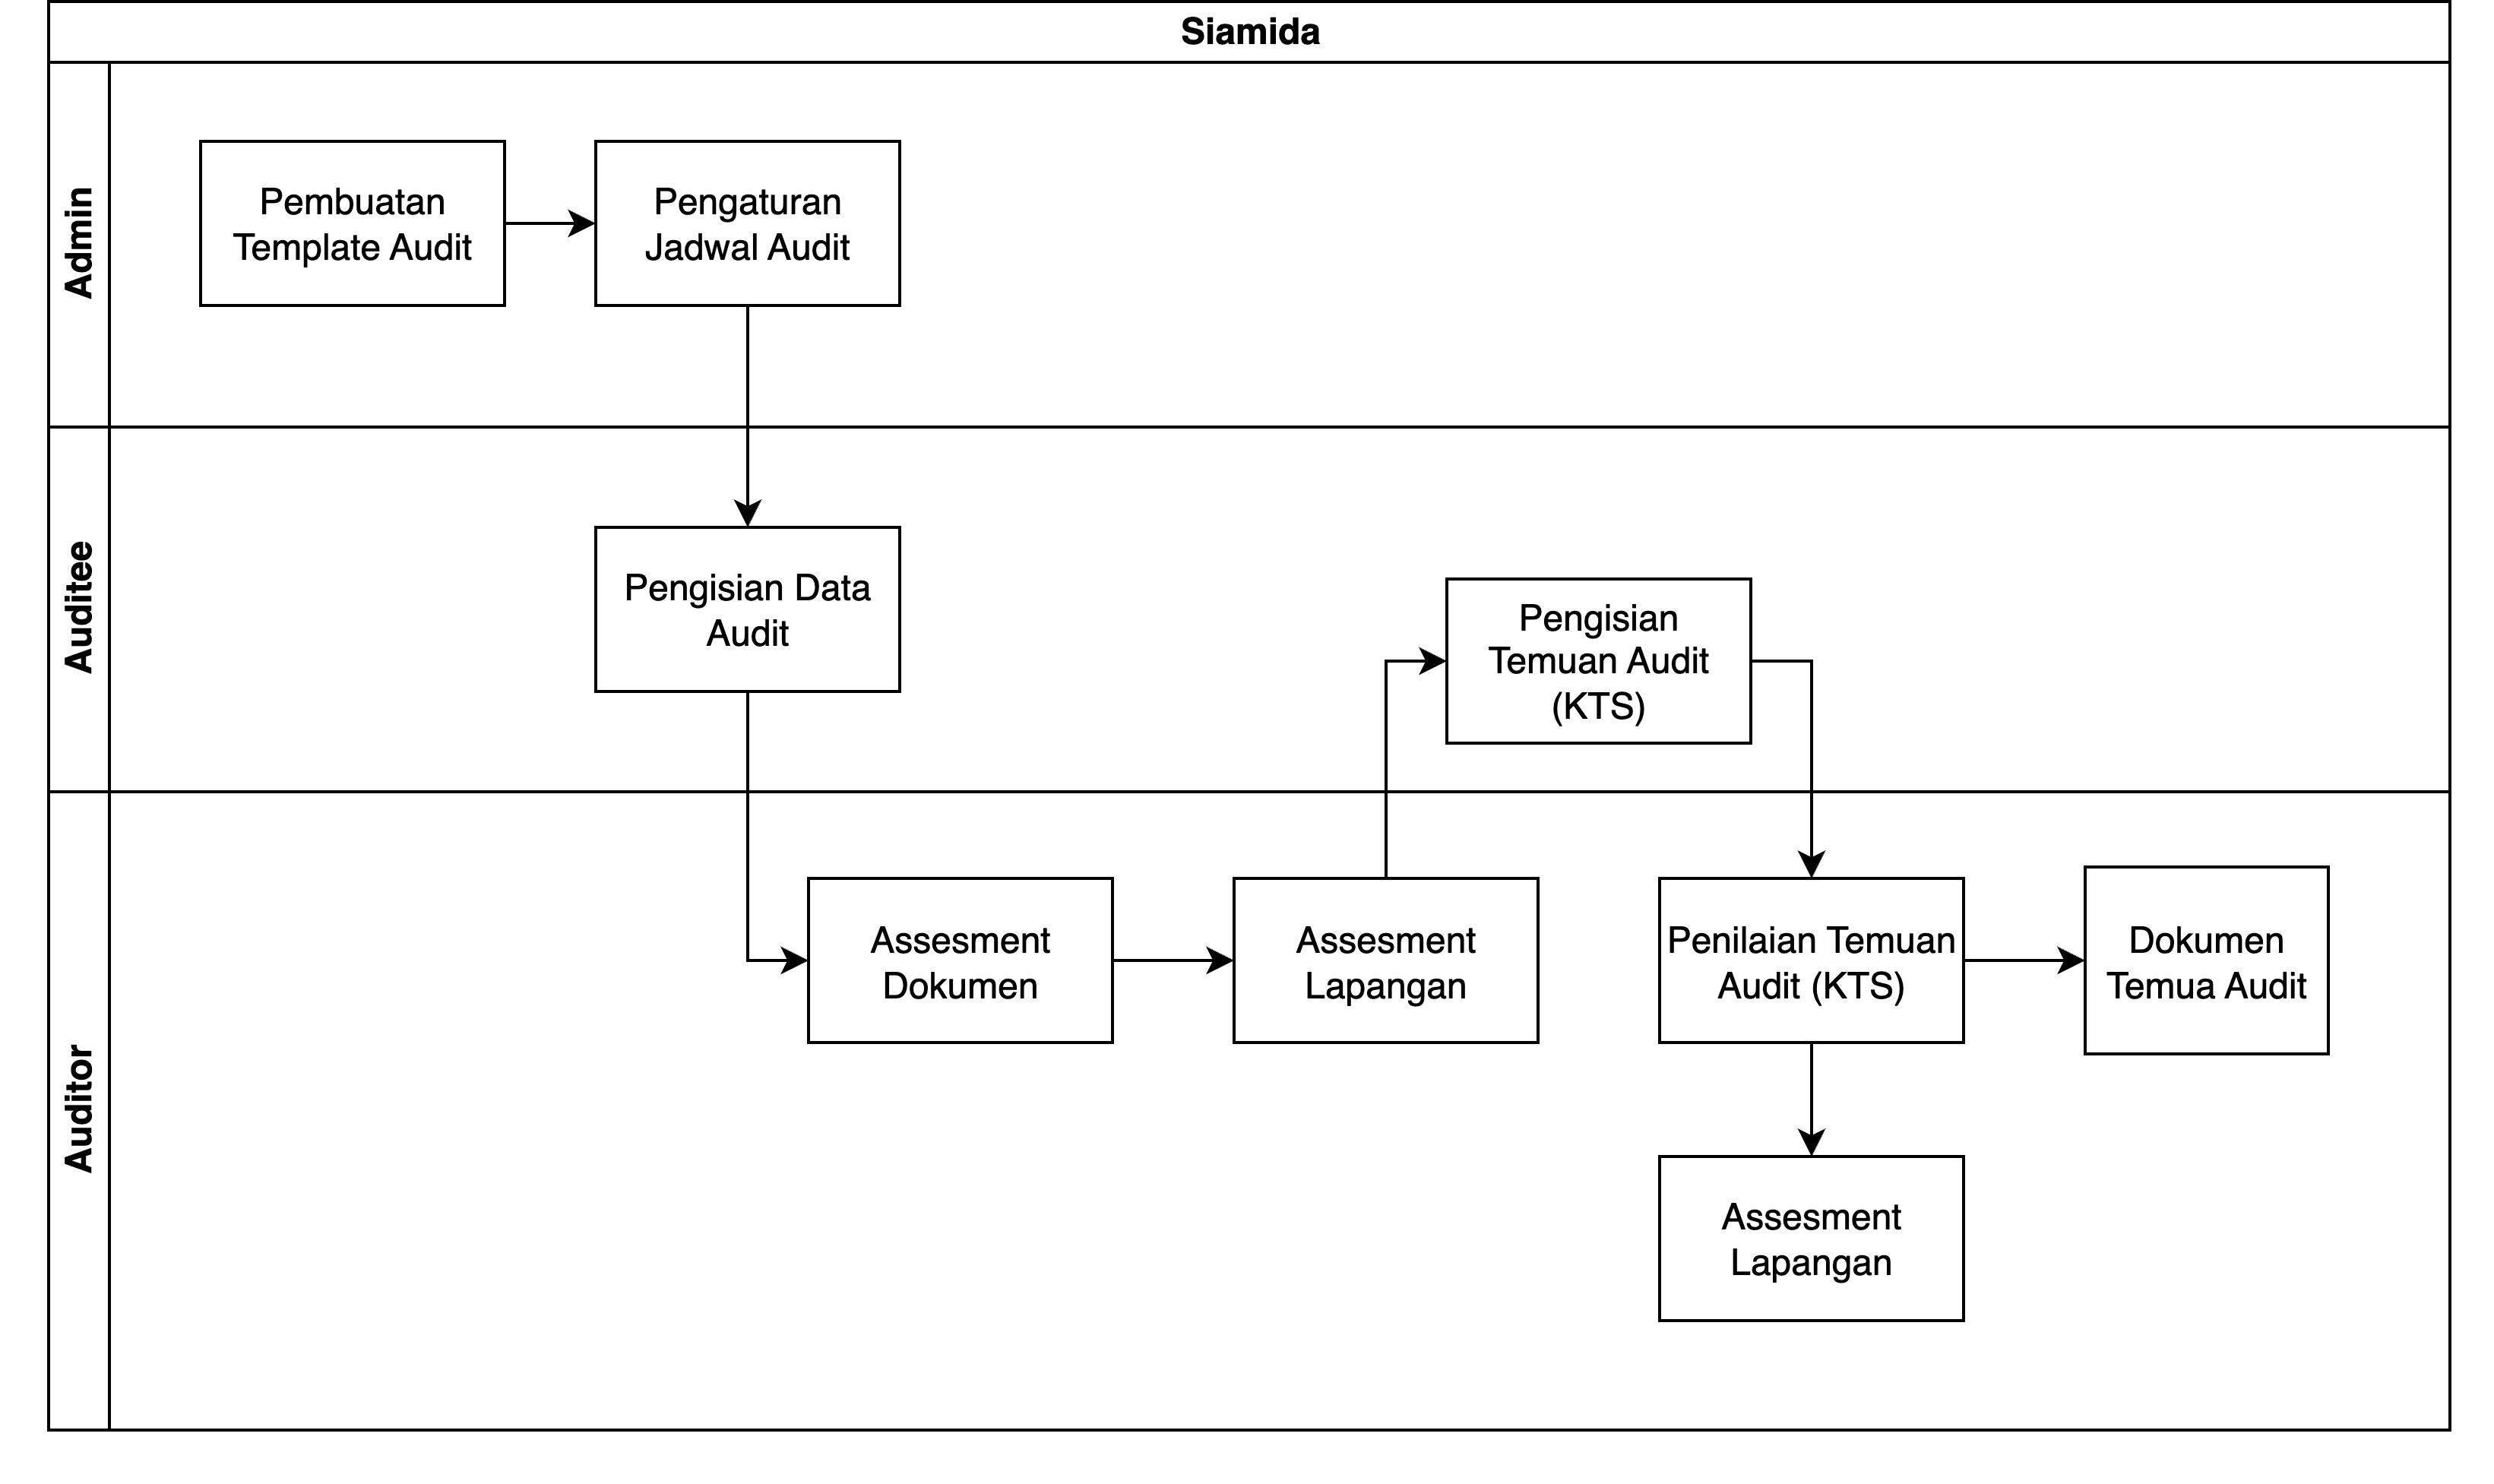 Siamida
Admin
Pembuatan
Template Audit
Pengaturan
Jadwal Audit
Auditee
Pengisian Data
Audit
Pengisian
Temuan Audit
(KTS)
Auditor
Assesment
Dokumen
Assesment
Lapangan
Penilaian Temuan
Audit (KTS)
Dokumen
Temua Audit
Assesment
Lapangan